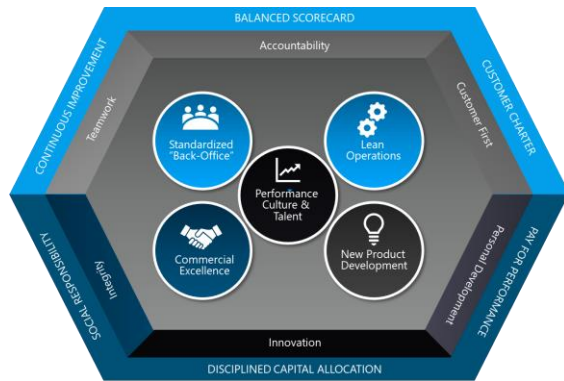 BALANCED SCORECARD
Accountability
CONTINUOUS IMPROVEMENT
Teamwork
CUSTOMER CHARTER
Customer First
Standardized
"Back-Office"
Lean
Operations
Performance
Culture &
Talent
Commercial
Excellence
New Product
Development
SOCIAL RESPONSIBILITY
Integrity
Personal Development
PAY FOR PERFORMANCE
Innovation
DISCIPLINED CAPITAL ALLOCATION